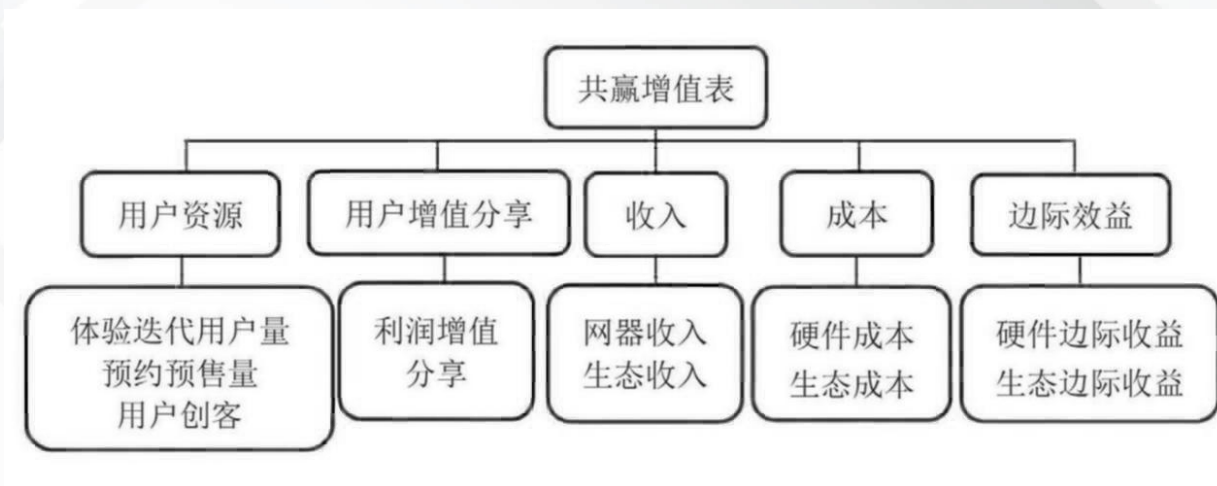 共赢增值表
用户资源
用户增值分享
收入
成本
边际效益
体验迭代用户量
预约预售量
用户创客
利润增值
分享
网器收入
生态收入
硬件成本
生态成本
硬件边际收益
生态边际收益